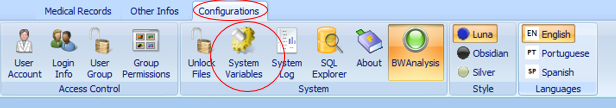 Medical Records Other Infos Configurations
User Account
Login Info
User Group
Group Permissions
Access Control
Unlock Files
System Variables
System Log
SQL Explorer
About
BWAnalysis
System
Luna
Obsidian
Silver
Style
EN English
PT Portuguese
SP Spanish
Languages